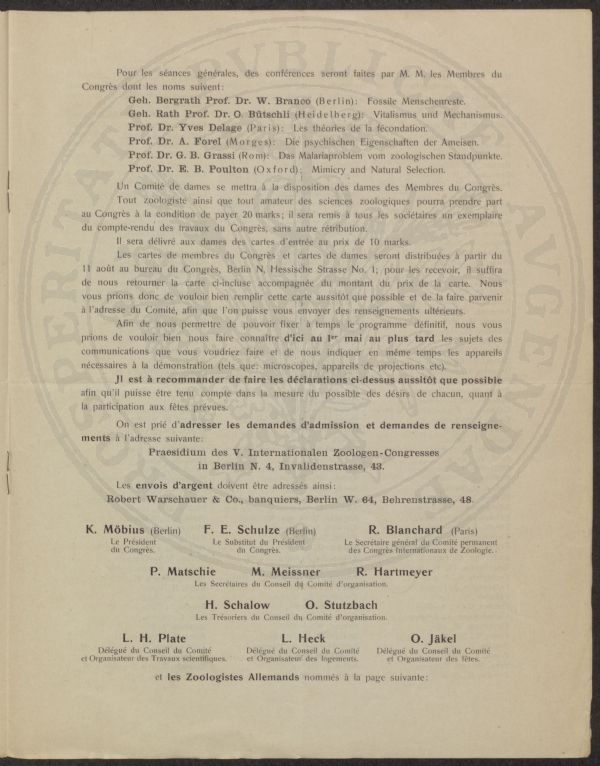 Pour les séances générales, des conférences seront faites par M. M. les Membres du
Congrès dont les noms suivent:
Geh. Bergrath Prof. Dr. W. Branco (Berlin): Fossile Menschenreste.
Geh. Rath Prof. Dr. O. Bütschli (Heidelberg): Vitalismus und Mechanismus.
Prof. Dr. Yves Delage (Paris): Les théories de la fécondation.
Prof. Dr. A. Forel (Morges): Die psychischen Eigenschaften der Ameisen.
Prof. Dr. G. B. Grassi (Rom): Das Malariaproblem vom zoologischen Standpunkte.
Prof. Dr. E. B. Poulton (Oxford): Mimicry and Natural Selection.
Un Comité de dames se mettra à la disposition des dames des Membres du Congrès.
Tout zoologiste ainsi que tout amateur des sciences zoologiques pourra prendre part
au Congrès à la condition de payer 20 marks; il sera remis à tous les sociétaires un exemplaire
du compte-rendu des travaux du Congrès, sans autre rétribution.
Il sera délivré aux dames des cartes d'entrée au prix de 10 marks.
Les cartes de membres du Congrès et cartes de dames seront distribuées à partir du
11 août au bureau du Congrès, Berlin N, Hessische Strasse No. 1; pour les recevoir, il suffira
de nous retourner la carte ci-incluse accompagnée du montant du prix de la carte. Nous
vous prions donc de vouloir bien remplir cette carte aussitôt que possible et de la faire parvenir
à l'adresse du Comité, afin que l'on puisse vous envoyer des renseignements ultérieurs.
Afin de nous permettre de pouvoir fixer à temps le programme définitif, nous vous
prions de vouloir bien nous faire connaître d'ici au 1er mai au plus tard les sujets des
communications que vous voudriez faire et de nous indiquer en même temps les appareils
nécessaires à la démonstration (tels que: microscopes, appareils de projections etc).
Jl est à recommander de faire les déclarations ci-dessus aussitôt que possible
afin qu'il puisse être tenu compte dans la mesure du possible des désirs de chacun, quant à
la participation aux fêtes prévues.
On est prié d'adresser les demandes d'admission et demandes de renseigne-
ments à l'adresse suivante:
Praesidium des V. Internationalen Zoologen-Congresses
in Berlin N. 4, Invalidenstrasse, 43.
Les envois d'argent doivent être adressés ainsi:
Robert Warschauer & Co., banquiers, Berlin W. 64, Behrenstrasse, 48.
K. Möbius (Berlin) F. E. Schulze (Berlin) R. Blanchard (Paris)
Le Président Le Substitut du Président Le Secrétaire général du Comité permanent
du Congrès. du Congrès. des Congrès Internationaux de Zoologie.
P. Matschie M. Meissner R. Hartmeyer
Les Secrétaires du Conseil du Comité d'organisation.
H. Schalow O. Stutzbach
Les Trésoriers du Conseil du Comité d'organisation.
L. H. Plate L. Heck O. Jäkel
Délégué du Conseil du Comité Délégué du Conseil du Comité Délégué du Conseil du Comité
et Organisateur des Travaux scientifiques. et Organisateur des logements. et Organisateur des fêtes.
et les Zoologistes Allemands nommés à la page suivante: